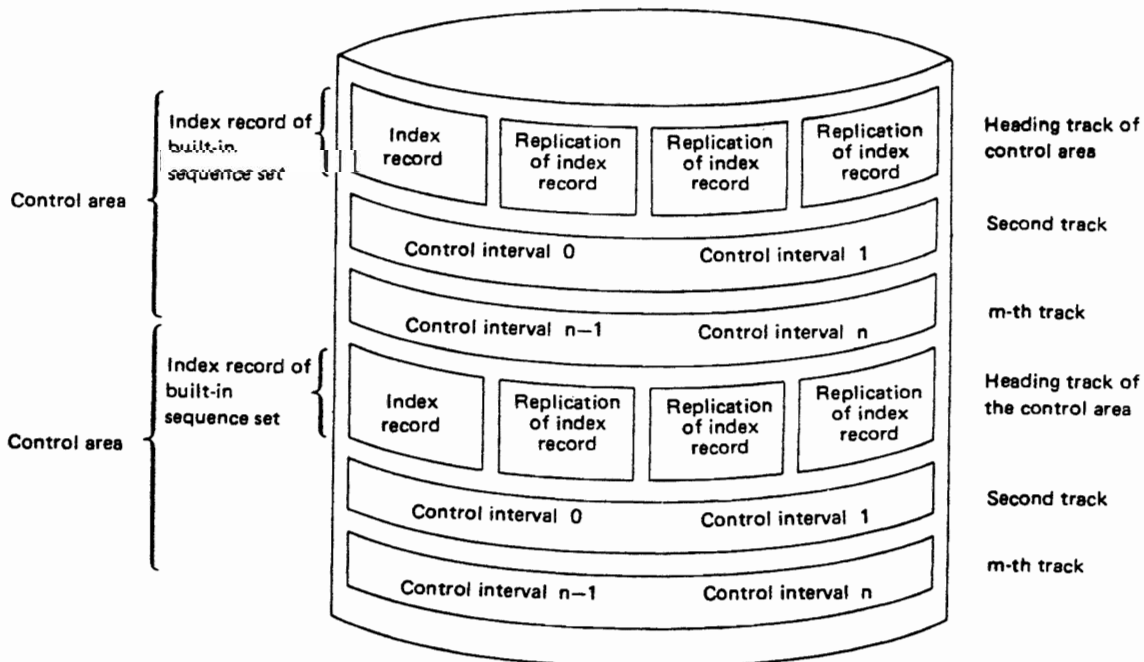 Index record of
built-in
sequence set
Control area
Index
record
Replication
of index
record
Replication
of index
record
Replication
of index
record
Heading track of
control area
Control interval 0
Control interval 1
Second track
Control interval n−1
Control interval n
m-th track
Index record of
built-in
sequence set
Control area
Index
record
Replication
of index
record
Replication
of index
record
Replication
of index
record
Heading track of
the control area
Control interval 0
Control interval 1
Second track
Control interval n−1
Control interval n
m-th track